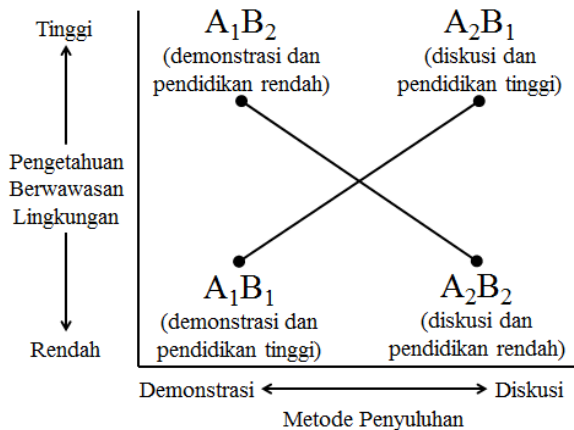 Tinggi
Pengetahuan
Berwawasan
Lingkungan
Rendah
A₁B₂
(demonstrasi dan
pendidikan rendah)
A₂B₁
(diskusi dan
pendidikan tinggi)
A₁B₁
(demonstrasi dan
pendidikan tinggi)
A₂B₂
(diskusi dan
pendidikan rendah)
Demonstrasi
Diskusi
Metode Penyuluhan